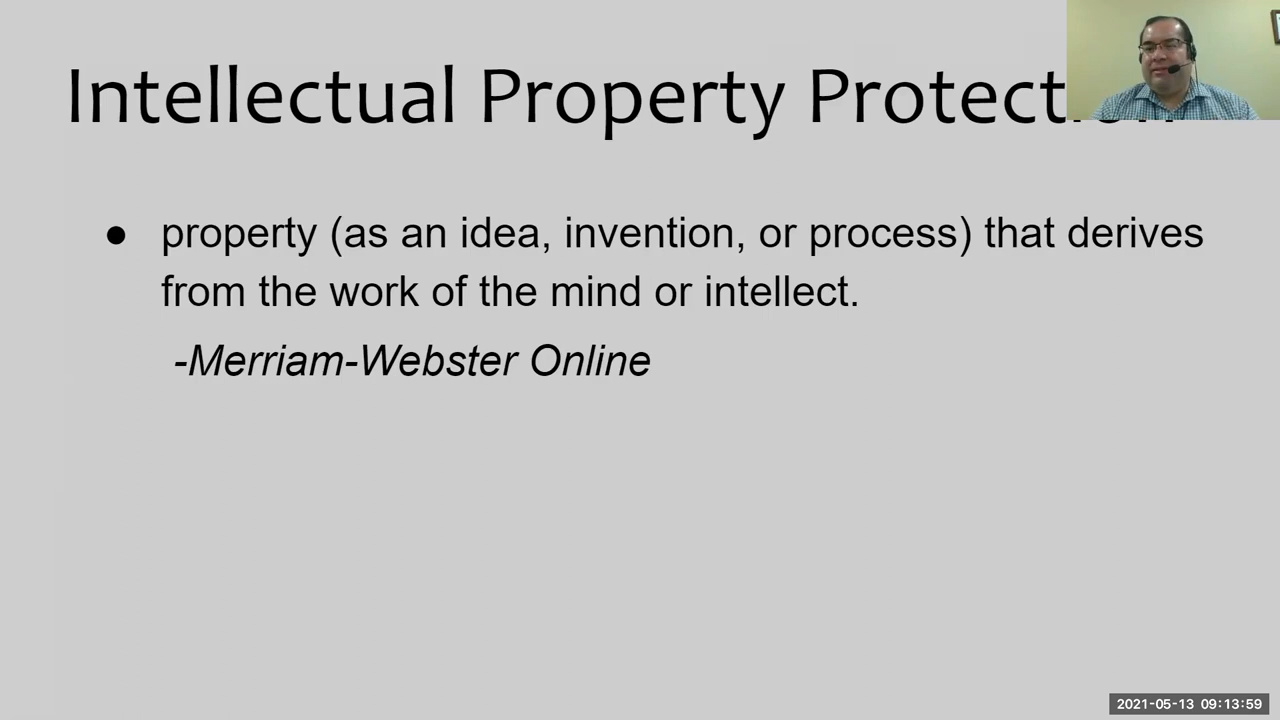 Intellectual Property Protection
● property (as an idea, invention, or process) that derives
from the work of the mind or intellect.
-Merriam-Webster Online
2021-05-13 09:13:59